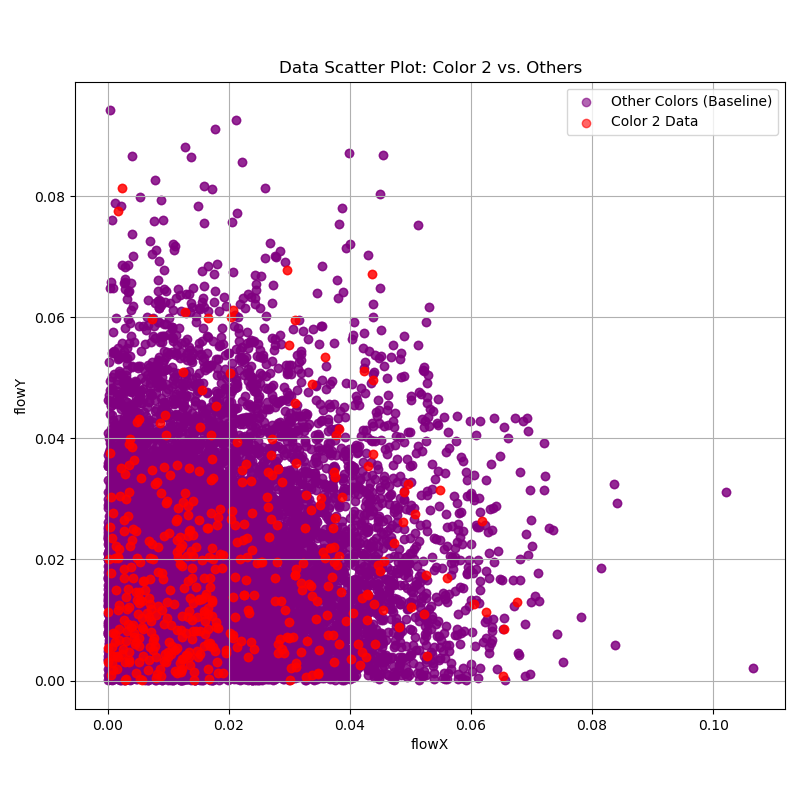 Data Scatter Plot: Color 2 vs. Others
Other Colors (Baseline)
Color 2 Data
flowY
0.08
0.06
0.04
0.02
0.00
0.00 0.02 0.04 0.06 0.08 0.10
flowX